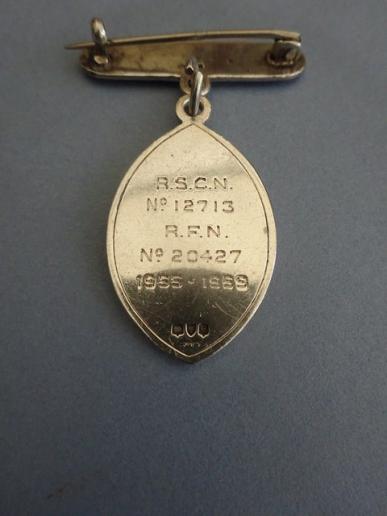 R.S.C.N.
Nº 12713
R.F.N.
Nº 20427
1955 - 1959